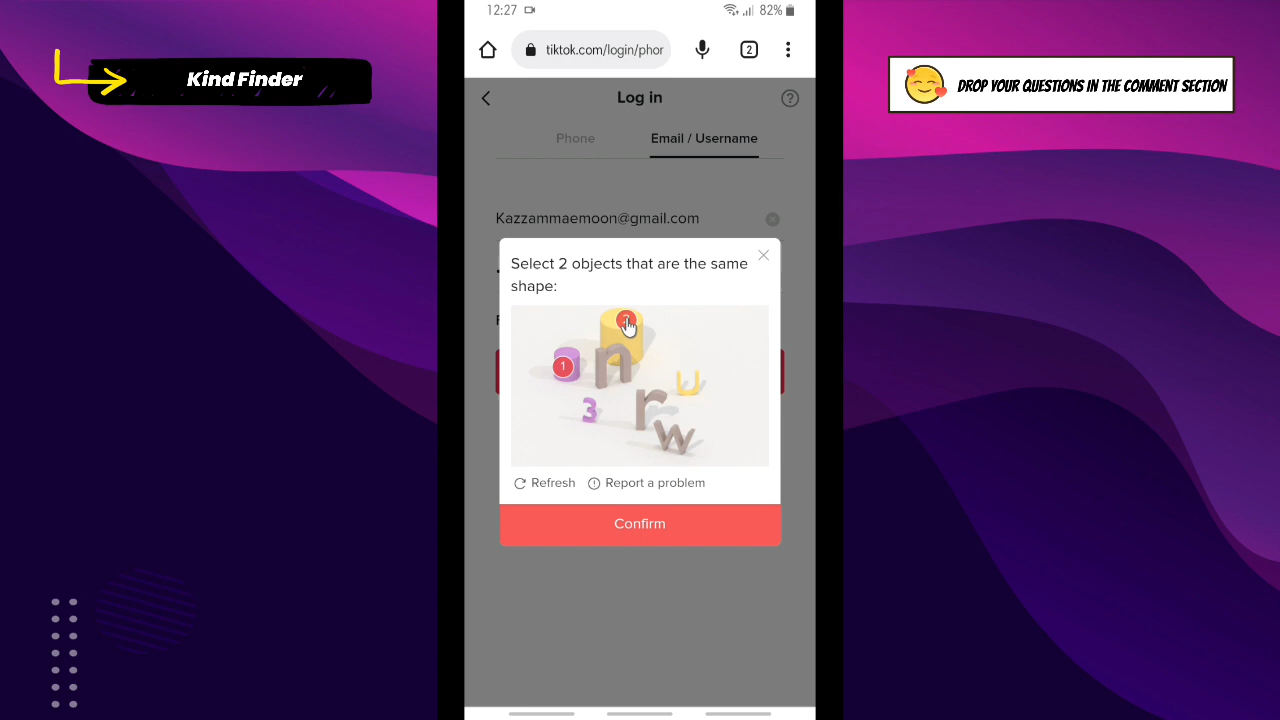 12:27
82%
tiktok.com/login/phor
2
Kind Finder
DROP YOUR QUESTIONS IN THE COMMENT SECTION
Log in
Phone
Email / Username
Kazzammaemoon@gmail.com
Select 2 objects that are the same
shape:
1
n
u
3
r
w
Refresh
Report a problem
Confirm